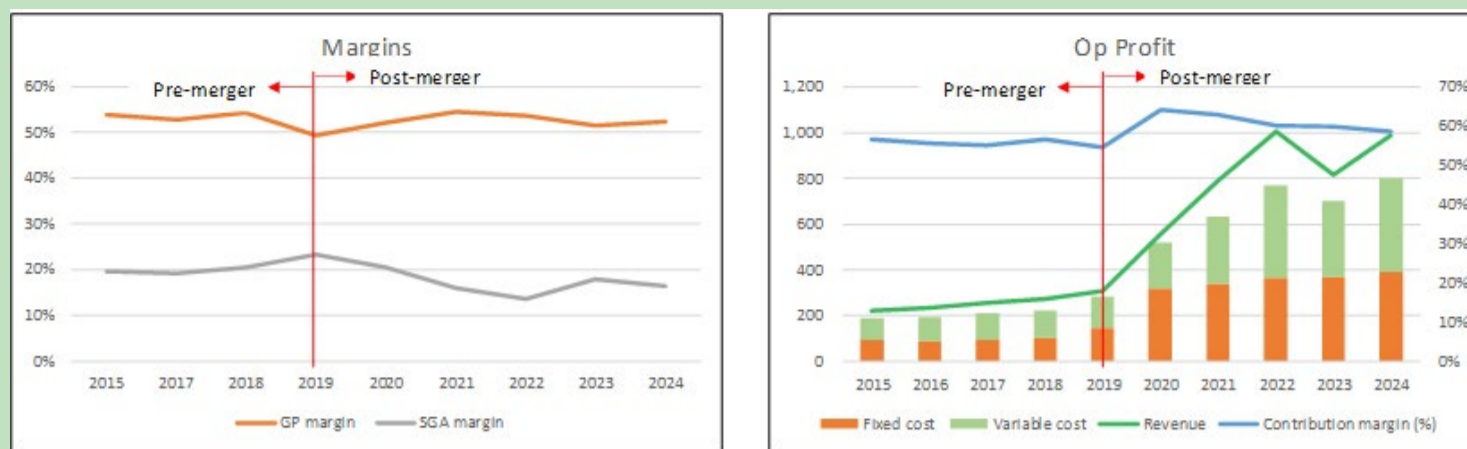 Margins
Pre-merger
Post-merger
60%
50%
40%
30%
20%
10%
0%
2015 2017 2018 2019 2020 2021 2022 2023 2024
GP margin SGA margin
Op Profit
Pre-merger
Post-merger
1,200
1,000
800
600
400
200
0
70%
60%
50%
40%
30%
20%
10%
0%
2015 2016 2017 2018 2019 2020 2021 2022 2023 2024
Fixed cost Variable cost Revenue Contribution margin (%)